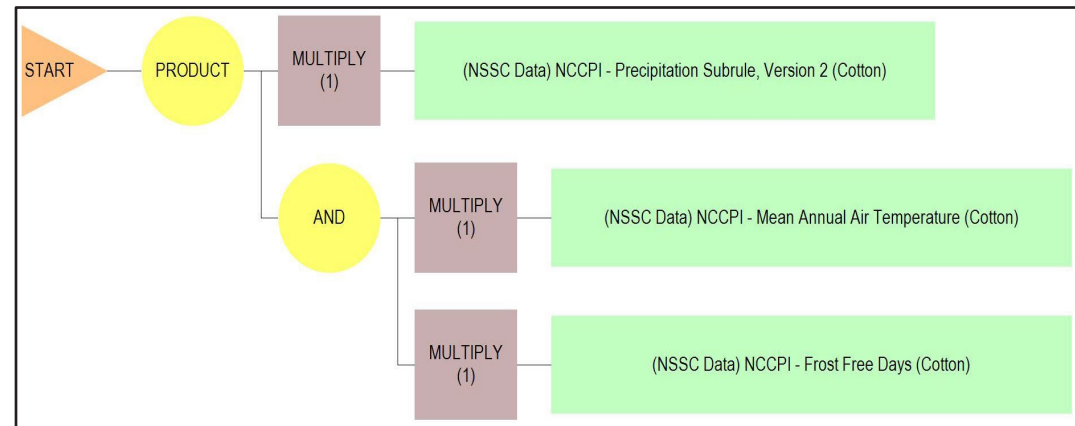 START
PRODUCT
MULTIPLY
(1)
(NSSC Data) NCCPI - Precipitation Subrule, Version 2 (Cotton)
AND
MULTIPLY
(1)
(NSSC Data) NCCPI - Mean Annual Air Temperature (Cotton)
MULTIPLY
(1)
(NSSC Data) NCCPI - Frost Free Days (Cotton)